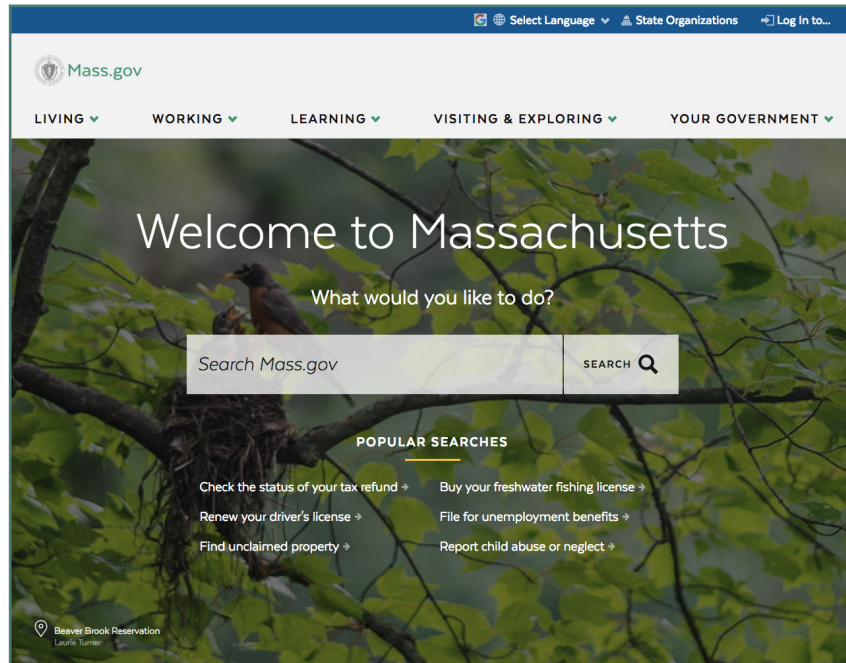 Select Language
State Organizations
Log In to...
Mass.gov
LIVING
WORKING
LEARNING
VISITING & EXPLORING
YOUR GOVERNMENT
Welcome to Massachusetts
What would you like to do?
Search Mass.gov
SEARCH
POPULAR SEARCHES
Check the status of your tax refund
Buy your freshwater fishing license
Renew your driver's license
File for unemployment benefits
Find unclaimed property
Report child abuse or neglect
Beaver Brook Reservation
Laurie Turner